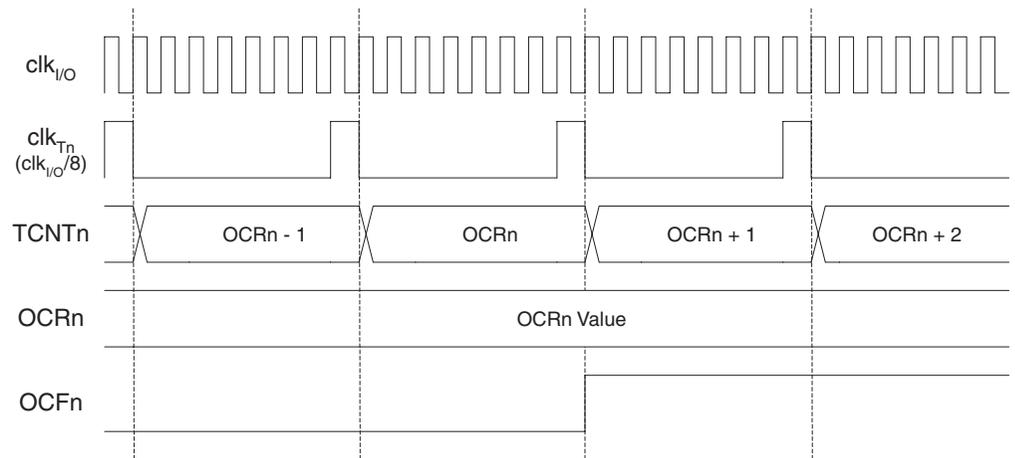 clkI/O
clkTn
(clkI/O/8)
TCNTn
OCRn - 1
OCRn
OCRn + 1
OCRn + 2
OCRn
OCRn Value
OCFn